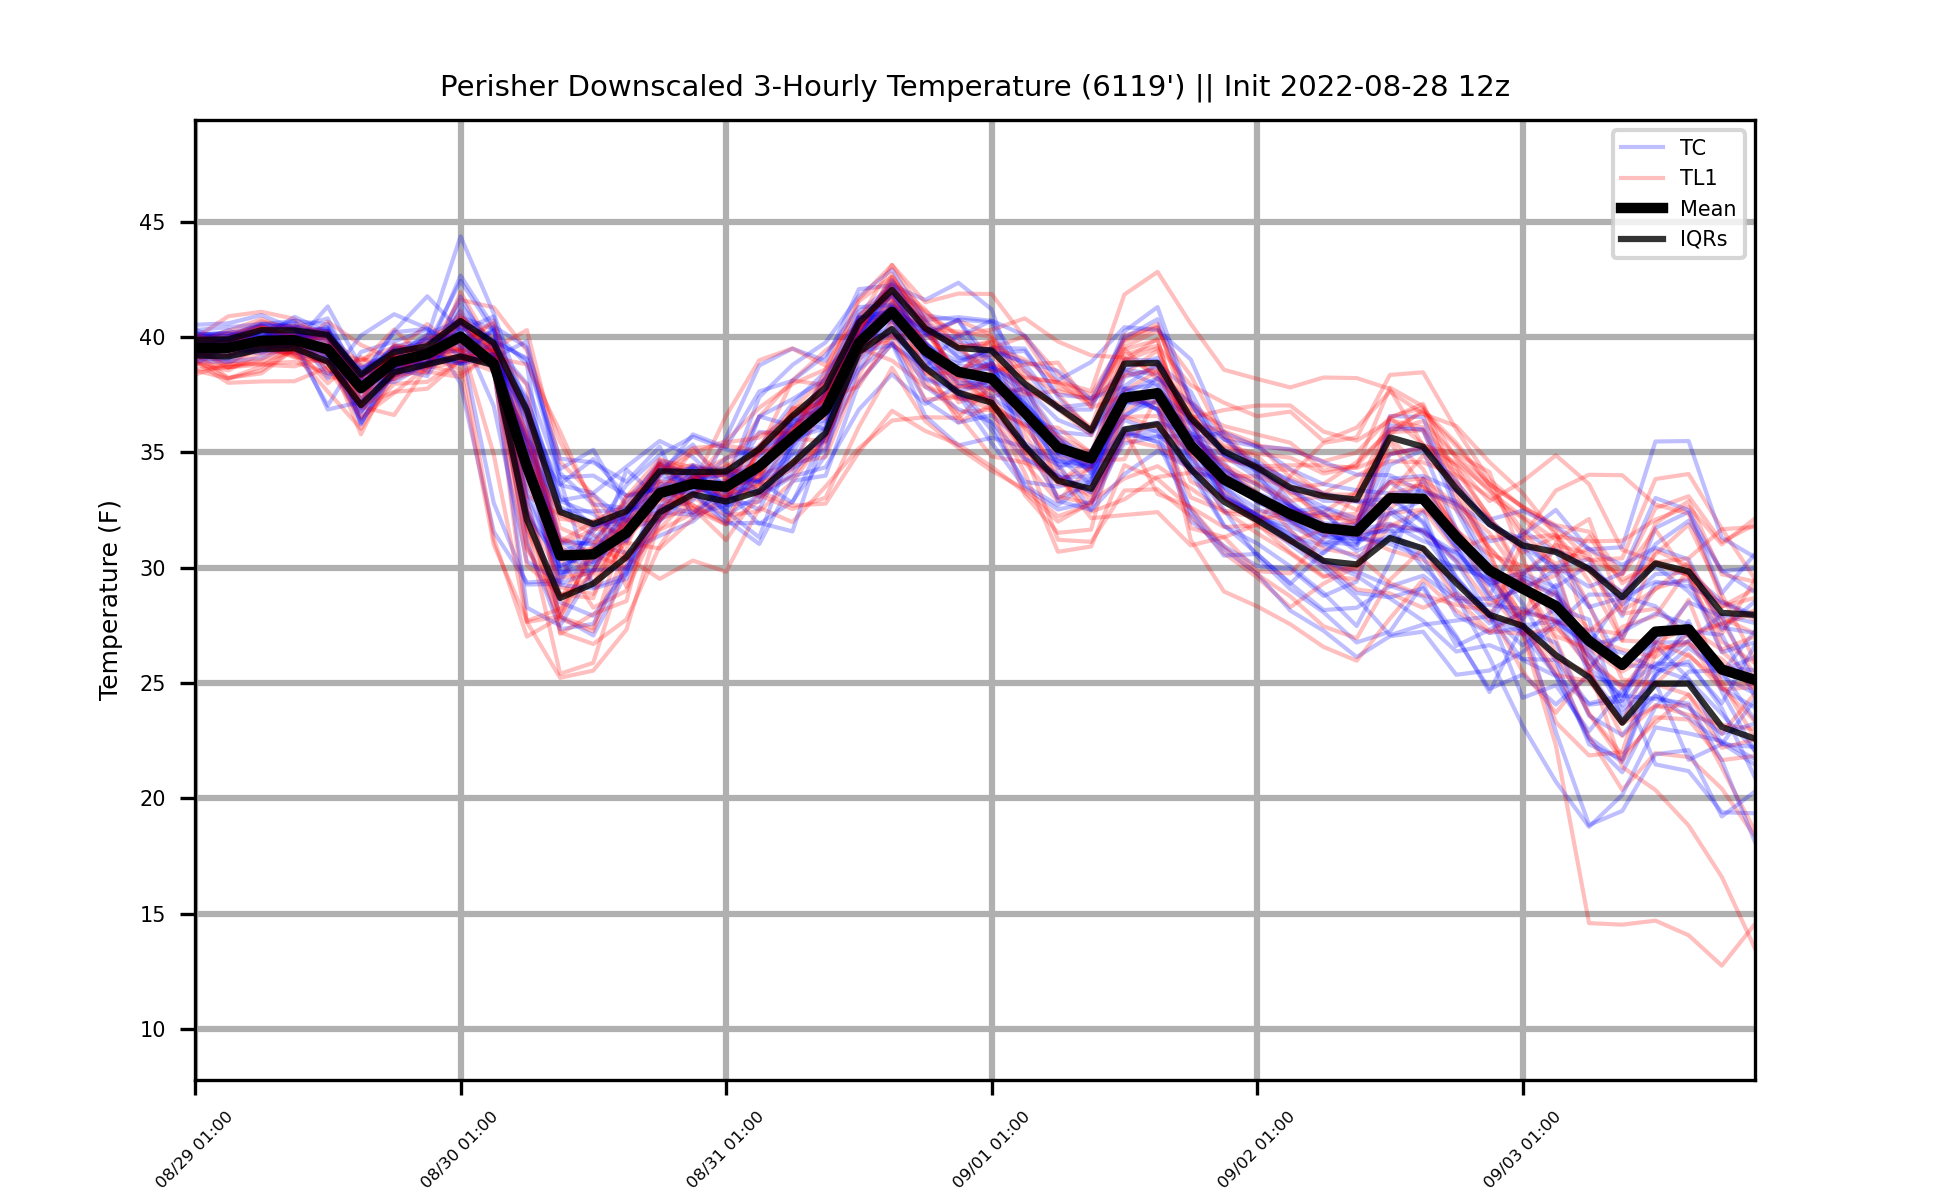 Perisher Downscaled 3-Hourly Temperature (6119') || Init 2022-08-28 12z
TC
TL1
Mean
IQRs
Temperature (F)
45
40
35
30
25
20
15
10
08/29 01:00
08/30 01:00
08/31 01:00
09/01 01:00
09/02 01:00
09/03 01:00